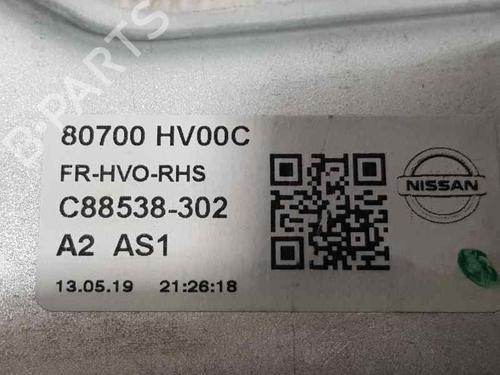 80700 HV00C
FR-HVO-RHS
C88538-302
A2 AS1
13.05.19 21:26:18
NISSAN
B-PARTS